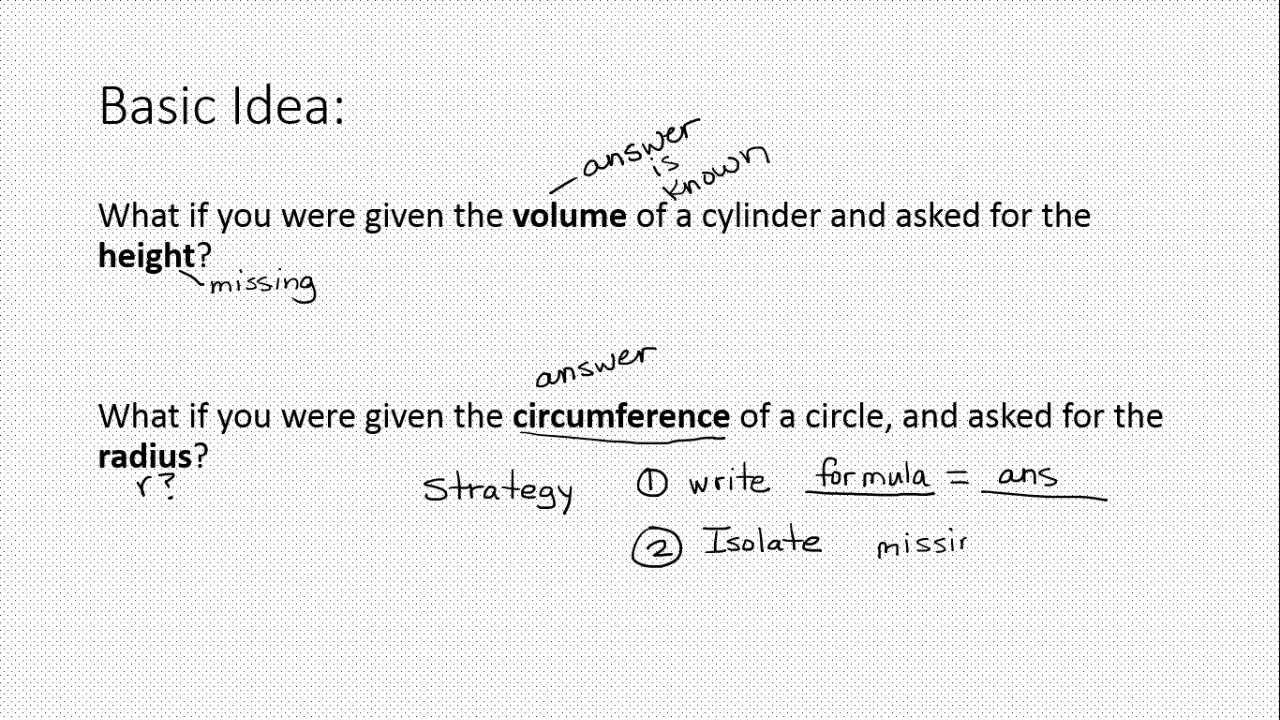 Basic Idea:
answer
is
known
What if you were given the volume of a cylinder and asked for the
height?
missing
answer
What if you were given the circumference of a circle, and asked for the
radius?
r?
Strategy ① write formula = ans
② Isolate missin